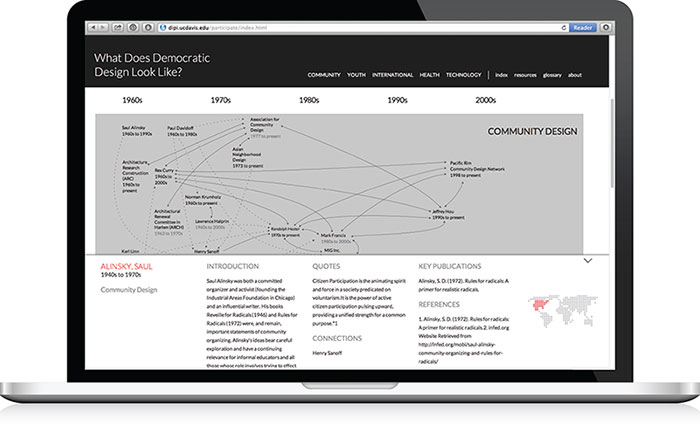 dipi.ucdavis.edu/participate/index.html
Reader
What Does Democratic
Design Look Like?
COMMUNITY YOUTH INTERNATIONAL HEALTH TECHNOLOGY | index resources glossary about
1960s 1970s 1980s 1990s 2000s
COMMUNITY DESIGN
Association for
Community
Design
1977 to present
Saul Alinsky
1960s to 1990s
Paul Davidoff
1960s to 1980s
Asian
Neighborhood
Design
1973 to present
Architecture
Research
Construction
(ARC)
1960s to
present
Rex Curry
1960s to
2000s
Pacific Rim
Community Design Network
1998 to present
Norman Krumholz
1960s to present
Architectural
Renewal
Committee in
Harlem (ARCH)
1963 to 1970s
Lawrence Halprin
1960s to 2000s
Jeffrey Hou
1990s to present
Randolph Hester
1970s to present
Mark Francis
1980s to 2000s
Karl Linn
Henry Sanoff
MIG Inc.
ALINSKY, SAUL
1940s to 1970s
Community Design
INTRODUCTION
Saul Alinsky was both a committed
organizer and activist (founding the
Industrial Areas Foundation in Chicago)
and an influential writer. His books
Reveille for Radicals (1946) and Rules for
Radicals (1972) were, and remain,
important statements of community
organizing. Alinsky's ideas bear careful
exploration and have a continuing
relevance for informal educators and all
those whose role involves trying to effect
QUOTES
Citizen Participation is the animating spirit
and force in a society predicated on
voluntarism.It is the power of active
citizen participation pulsing upward,
providing a unified strength for a common
purpose."1
CONNECTIONS
Henry Sanoff
KEY PUBLICATIONS
Alinsky, S. D. (1972). Rules for radicals: A
primer for realistic radicals.
REFERENCES
1. Alinsky, S. D. (1972). Rules for radicals:
A primer for realistic radicals.2. infed.org
Website Retrieved from
http://infed.org/mobi/saul-alinsky-
community-organizing-and-rules-for-
radicals/